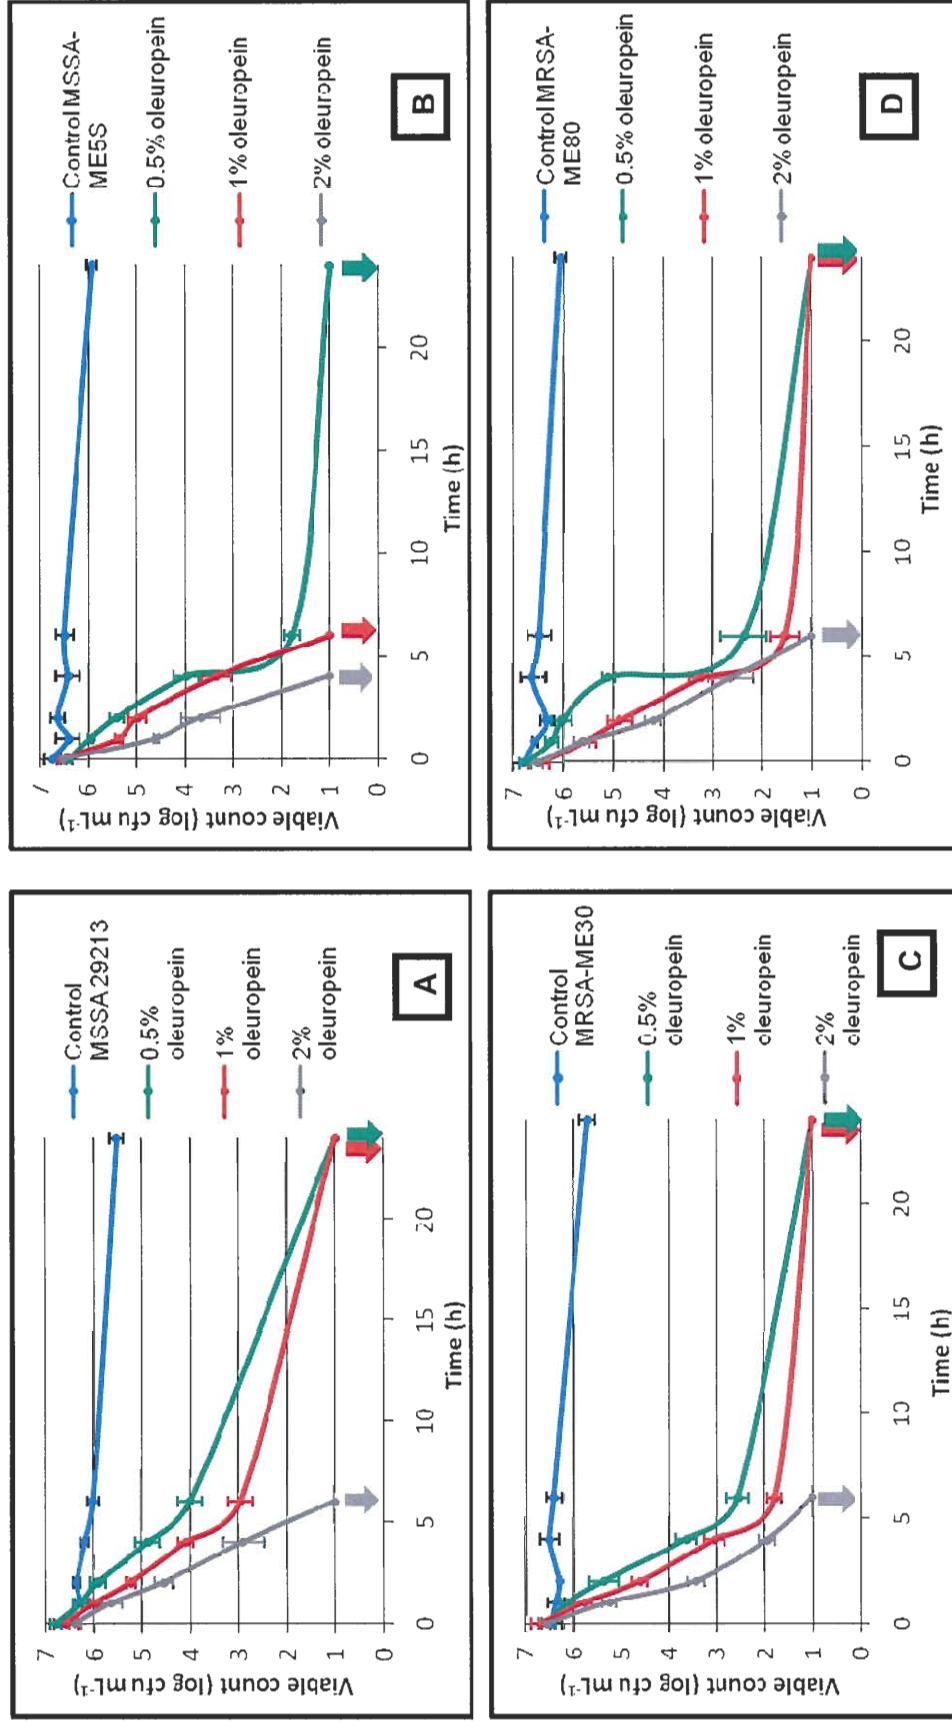 Viable count (log cfu mL⁻¹)
7
6
5
4
3
2
1
0
0
5
10
15
20
Time (h)
Control
MSSA 29213
0.5%
oleuropein
1%
oleuropein
2%
oleuropein
A
Viable count (log cfu mL⁻¹)
7
6
5
4
3
2
1
0
0
5
10
15
20
Time (h)
Control MSSA-
ME5S
0.5% oleuropein
1% oleuropein
2% oleuropein
B
Viable count (log cfu mL⁻¹)
7
6
5
4
3
2
1
0
0
5
10
15
20
Time (h)
Control
MRSA-ME30
0.5%
oleuropein
1%
oleuropein
2%
oleuropein
C
Viable count (log cfu mL⁻¹)
7
6
5
4
3
2
1
0
0
5
10
15
20
Time (h)
Control MRSA-
ME80
0.5% oleuropein
1% oleuropein
2% oleuropein
D